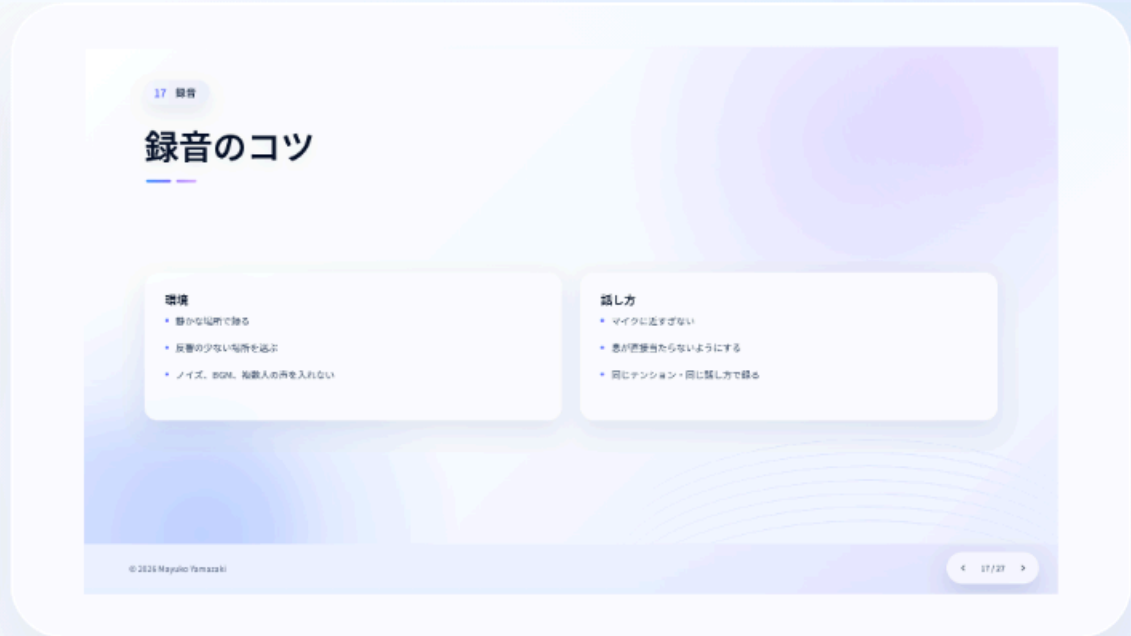 17 録音
録音のコツ
環境
静かな場所で録る
反響の少ない場所を選ぶ
ノイズ、BGM、複数人の声を入れない
話し方
マイクに近すぎない
息が直接当たらないようにする
同じテンション・同じ話し方で録る
© 2026 Mayuko Yamazaki
17 / 27